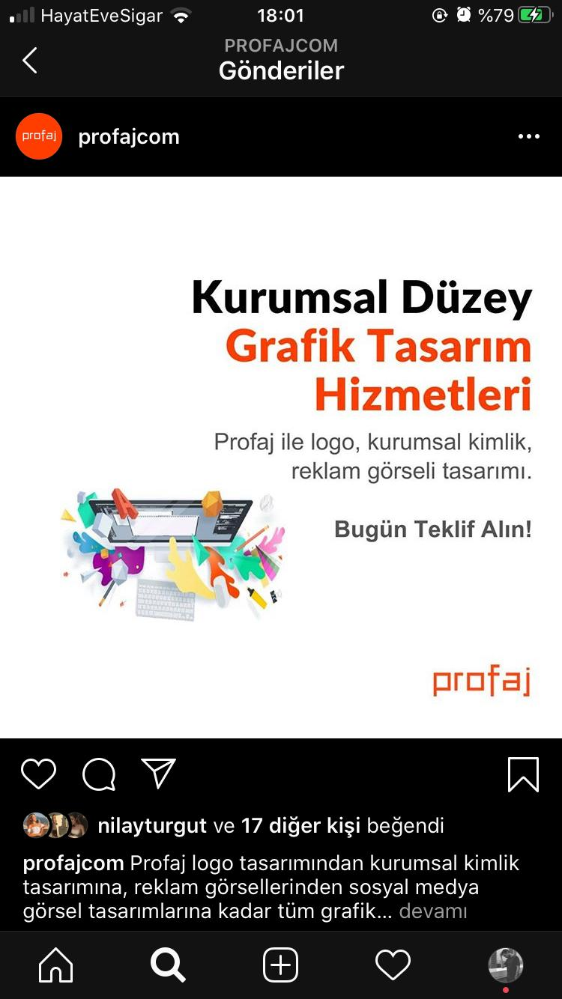 HayatEveSigar 18:01 %79
PROFAJCOM
Gönderiler
profaj profajcom
Kurumsal Düzey
Grafik Tasarım
Hizmetleri
Profaj ile logo, kurumsal kimlik,
reklam görseli tasarımı.
Bugün Teklif Alın!
A
profaj
nilayturgut ve 17 diğer kişi beğendi
profajcom Profaj logo tasarımından kurumsal kimlik
tasarımına, reklam görsellerinden sosyal medya
görsel tasarımlarına kadar tüm grafik... devamı